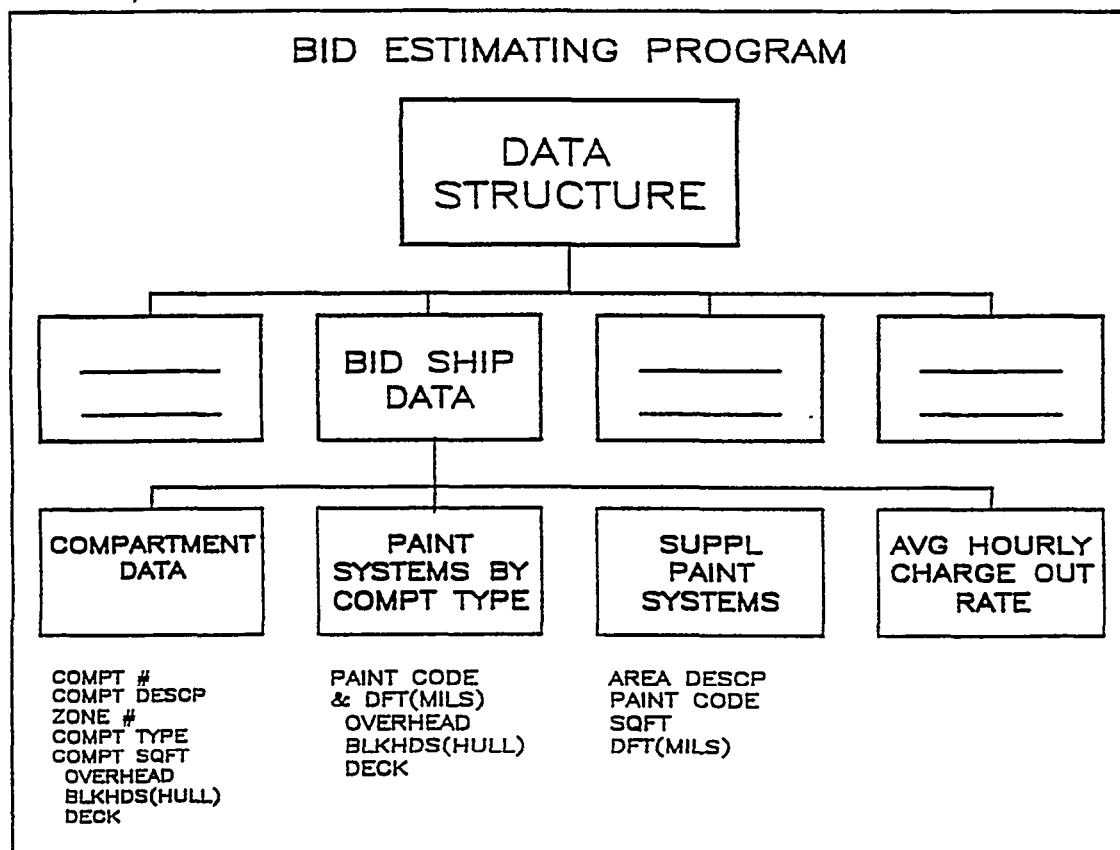 BID ESTIMATING PROGRAM
DATA
STRUCTURE
BID SHIP
DATA
COMPARTMENT
DATA
PAINT
SYSTEMS BY
COMPT TYPE
SUPPL
PAINT
SYSTEMS
AVG HOURLY
CHARGE OUT
RATE
COMPT #
COMPT DESCP
ZONE #
COMPT TYPE
COMPT SQFT
OVERHEAD
BLKHDS(HULL)
DECK
PAINT CODE
& DFT(MILS)
OVERHEAD
BLKHDS(HULL)
DECK
AREA DESCP
PAINT CODE
SQFT
DFT(MILS)